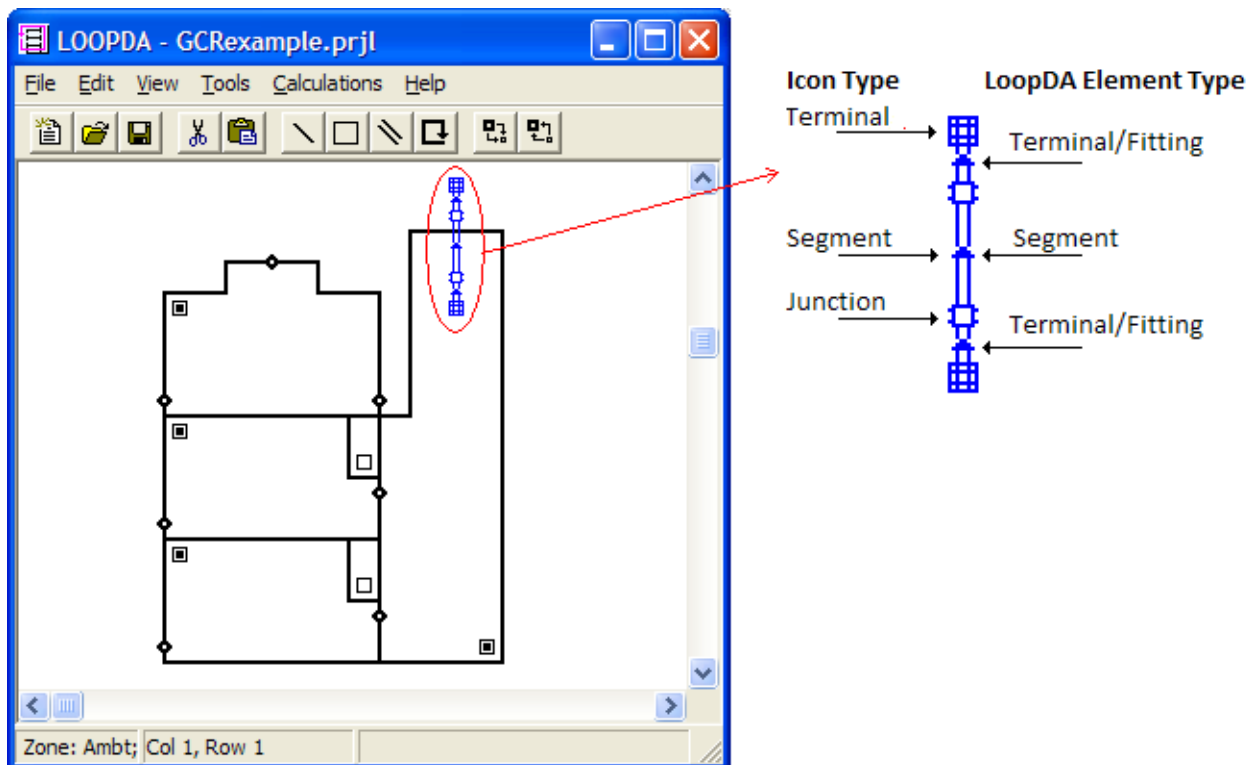 LOOPDA - GCRexample.prjl
File Edit View Tools Calculations Help
Zone: Ambt; Col 1, Row 1
Icon Type LoopDA Element Type
Terminal
Terminal/Fitting
Segment Segment
Junction
Terminal/Fitting